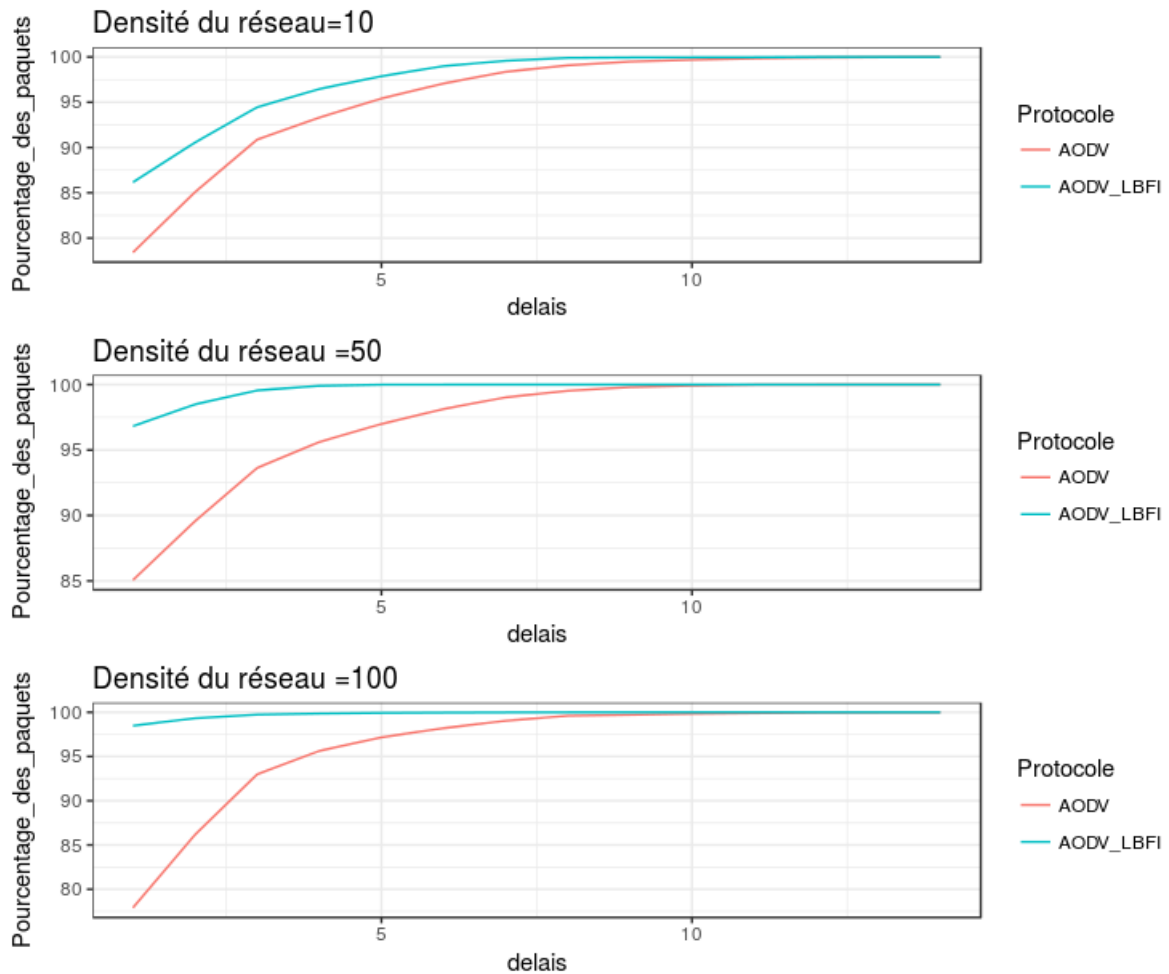 Densité du réseau=10
Pourcentage_des_paquets
100
95
90
85
80
5
10
delais
Protocole
AODV
AODV_LBFI
Densité du réseau =50
Pourcentage_des_paquets
100
95
90
85
5
10
delais
Protocole
AODV
AODV_LBFI
Densité du réseau =100
Pourcentage_des_paquets
100
95
90
85
80
5
10
delais
Protocole
AODV
AODV_LBFI